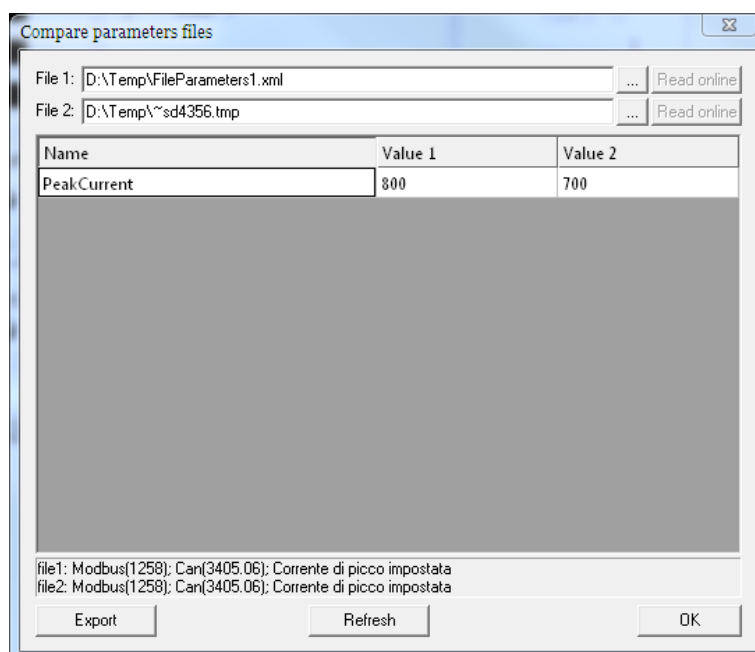 Compare parameters files
File 1: D:\Temp\FileParameters1.xml ... Read online
File 2: D:\Temp\~sd4356.tmp ... Read online
Name Value 1 Value 2
PeakCurrent 800 700
file1: Modbus(1258); Can(3405.06); Corrente di picco impostata
file2: Modbus(1258); Can(3405.06); Corrente di picco impostata
Export Refresh OK